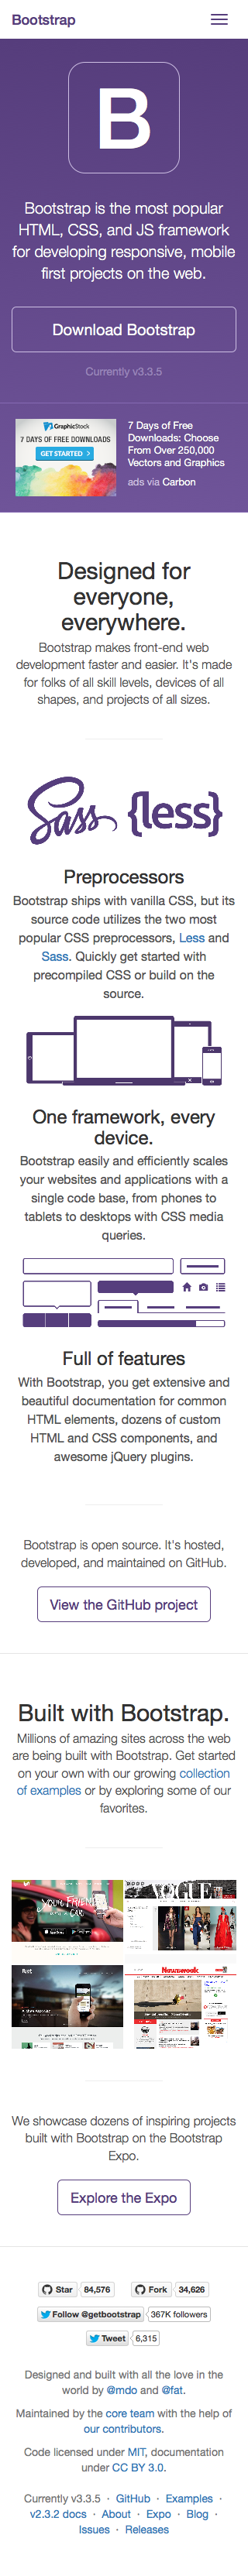 Bootstrap
B
Bootstrap is the most popular
HTML, CSS, and JS framework
for developing responsive, mobile
first projects on the web.
Download Bootstrap
Currently v3.3.5
GraphicStock
7 DAYS OF FREE DOWNLOADS
GET STARTED
7 Days of Free
Downloads: Choose
From Over 250,000
Vectors and Graphics
ads via Carbon
Designed for
everyone,
everywhere.
Bootstrap makes front-end web
development faster and easier. It's made
for folks of all skill levels, devices of all
shapes, and projects of all sizes.
Sass {less}
Preprocessors
Bootstrap ships with vanilla CSS, but its
source code utilizes the two most
popular CSS preprocessors, Less and
Sass. Quickly get started with
precompiled CSS or build on the
source.
One framework, every
device.
Bootstrap easily and efficiently scales
your websites and applications with a
single code base, from phones to
tablets to desktops with CSS media
queries.
Full of features
With Bootstrap, you get extensive and
beautiful documentation for common
HTML elements, dozens of custom
HTML and CSS components, and
awesome jQuery plugins.
Bootstrap is open source. It's hosted,
developed, and maintained on GitHub.
View the GitHub project
Built with Bootstrap.
Millions of amazing sites across the web
are being built with Bootstrap. Get started
on your own with our growing collection
of examples or by exploring some of our
favorites.
VOGUE
Newsweek
We showcase dozens of inspiring projects
built with Bootstrap on the Bootstrap
Expo.
Explore the Expo
Star 84,576 Fork 34,626
Follow @getbootstrap 367K followers
Tweet 6,315
Designed and built with all the love in the
world by @mdo and @fat.
Maintained by the core team with the help of
our contributors.
Code licensed under MIT, documentation
under CC BY 3.0.
Currently v3.3.5 · GitHub · Examples ·
v2.3.2 docs · About · Expo · Blog ·
Issues · Releases